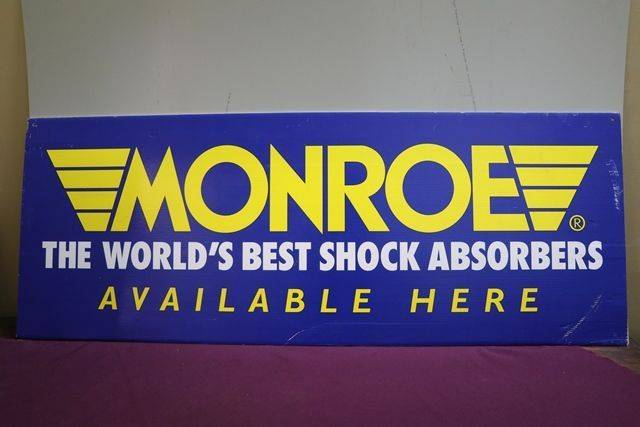 MONROE®
THE WORLD'S BEST SHOCK ABSORBERS
AVAILABLE HERE